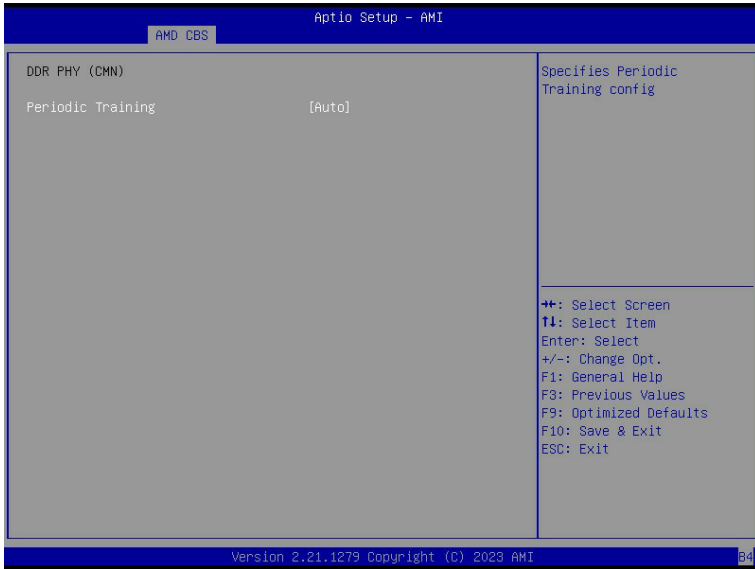 Aptio Setup – AMI
AMD CBS
DDR PHY (CMN)
Periodic Training [Auto]
Specifies Periodic
Training config
→←: Select Screen
↑↓: Select Item
Enter: Select
+/-: Change Opt.
F1: General Help
F3: Previous Values
F9: Optimized Defaults
F10: Save & Exit
ESC: Exit
Version 2.21.1279 Copyright (C) 2023 AMI
B4